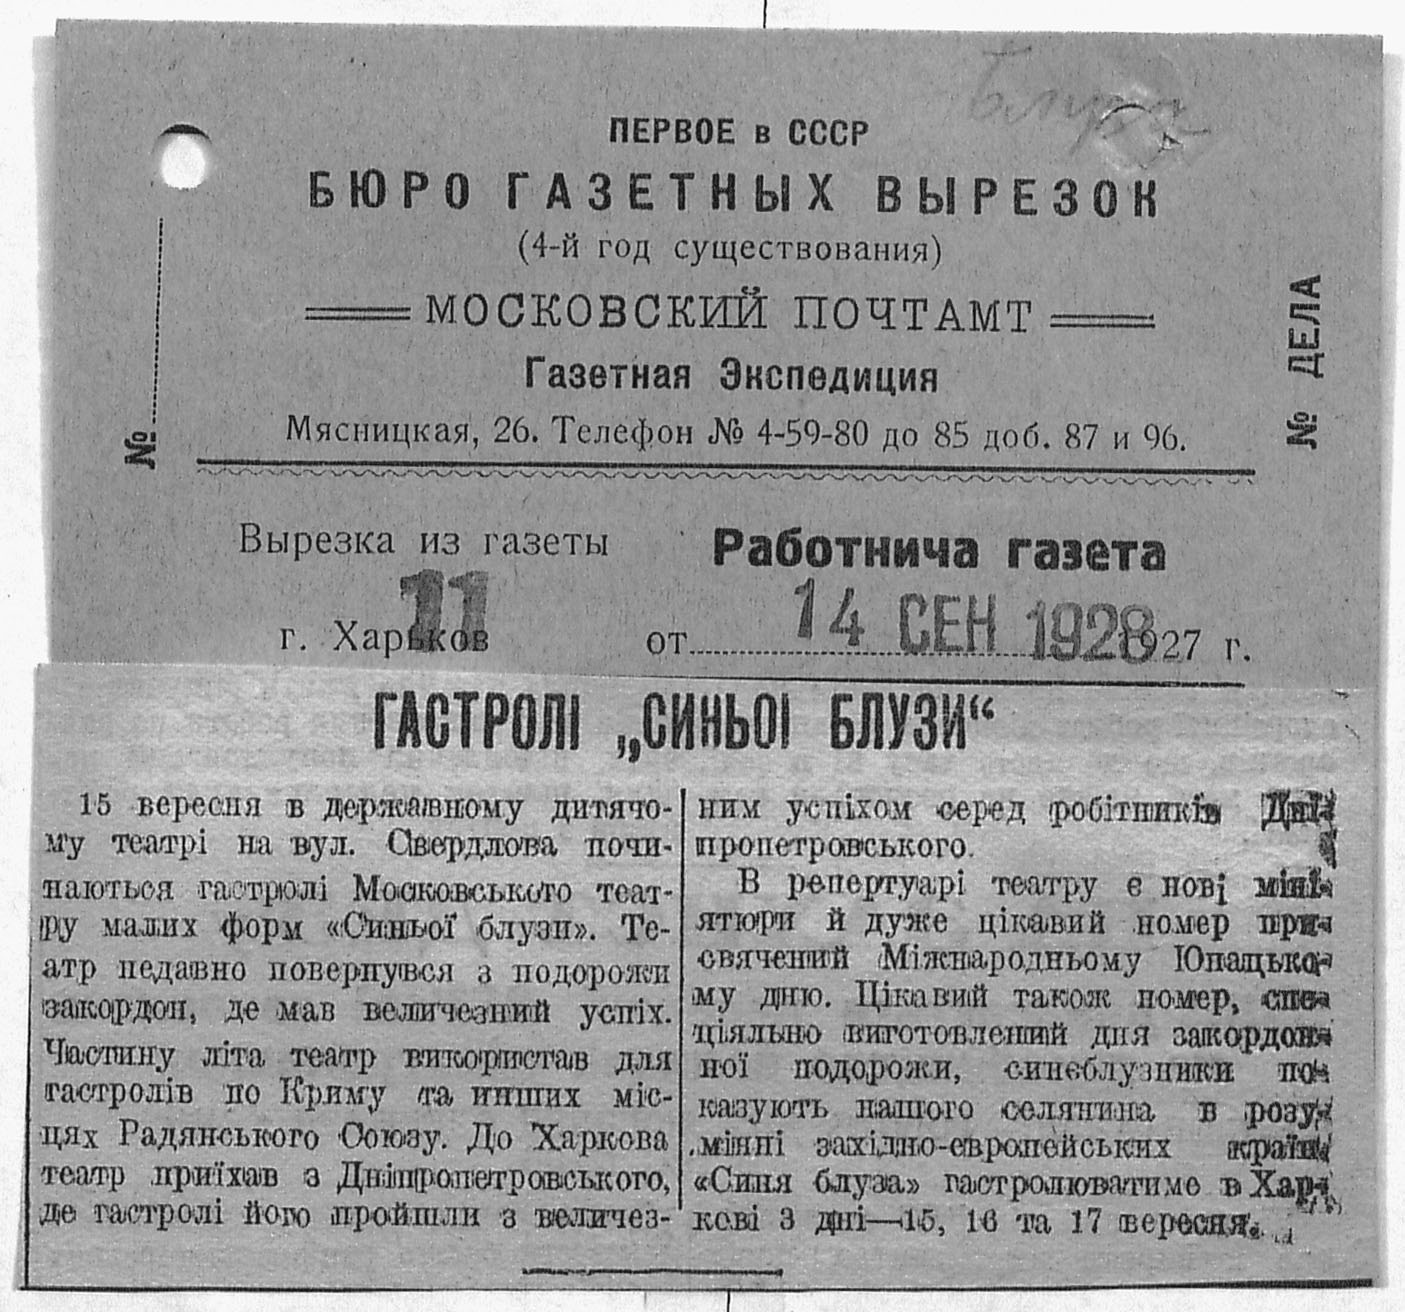 ПЕРВОЕ в СССР
БЮРО ГАЗЕТНЫХ ВЫРЕЗОК
(4-й год существования)
МОСКОВСКИЙ ПОЧТАМТ
Газетная Экспедиция
Мясницкая, 26. Телефон № 4-59-80 до 85 доб. 87 и 96.
№
№ ДЕЛА
Вырезка из газеты Работнича газета
11
г. Харьков от 14 СЕН 1928 1927 г.
ГАСТРОЛІ „СИНЬОІ БЛУЗИ“
15 вересня в державному дитячо-
му театрі на вул. Свердлова почи-
наються гастролі Московського теат-
ру малих форм «Синьої блузи». Те-
атр недавно повернувся з подорожи
закордон, де мав величезний успіх.
Частину літа театр використав для
гастролів по Криму та инших міс-
цях Радянського Союзу. До Харкова
театр приїхав з Дніпропетровського,
де гастролі його пройшли з величез-
ним успіхом серед робітників Дні-
пропетровського.
В репертуарі театру є нові міні-
ятюри й дуже цікавий номер при-
свячений Міжнародньому Юнацько-
му дню. Цікавий також номер, спе-
ціяльно виготовлений для закордон-
ної подорожи, синеблузники по-
казують нашого селянина в розу-
мінні західно-европейських країн.
«Синя блуза» гастролюватиме в Хар-
кові 3 дні—15, 16 та 17 вересня.